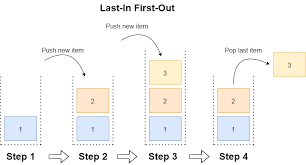 Last-In First-Out
Push new item
Push new item
Pop last item
3
3
2
2
2
1
1
1
1
Step 1
Step 2
Step 3
Step 4